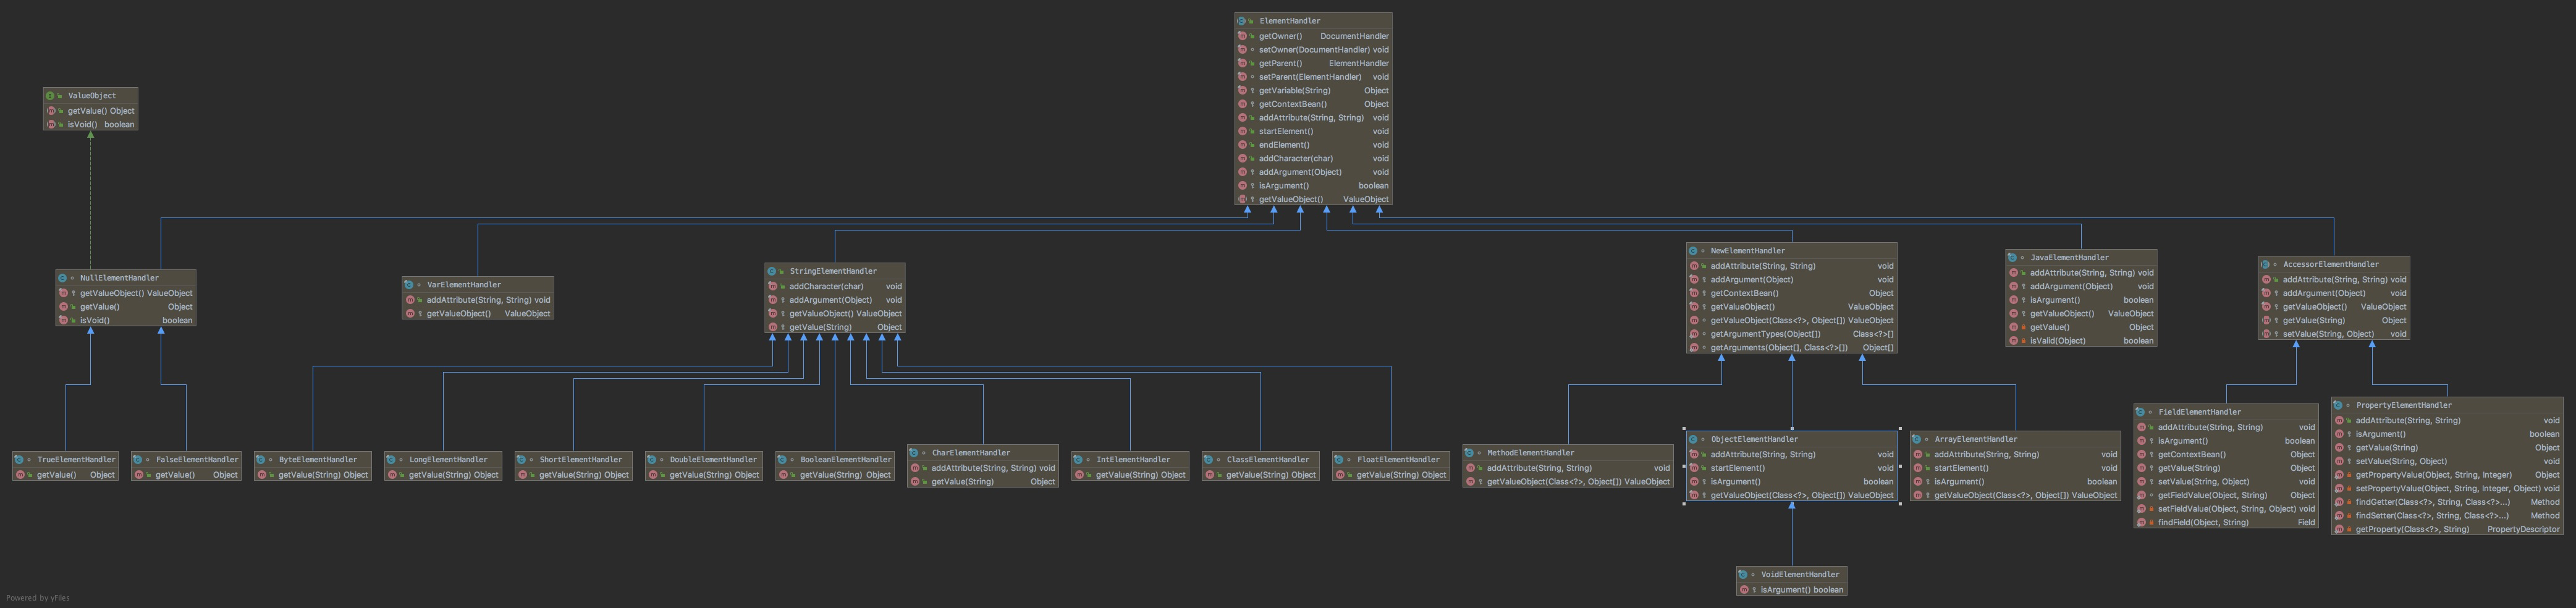 ElementHandler
getOwner() DocumentHandler
setOwner(DocumentHandler) void
getParent() ElementHandler
setParent(ElementHandler) void
getVariable(String) Object
getContextBean() Object
addAttribute(String, String) void
startElement() void
endElement() void
addCharacter(char) void
addArgument(Object) void
isArgument() boolean
getValueObject() ValueObject
ValueObject
getValue() Object
isVoid() boolean
NullElementHandler
getValueObject() ValueObject
getValue() Object
isVoid() boolean
VarElementHandler
addAttribute(String, String) void
getValueObject() ValueObject
StringElementHandler
addCharacter(char) void
addArgument(Object) void
getValueObject() ValueObject
getValue(String) Object
NewElementHandler
addAttribute(String, String) void
addArgument(Object) void
getContextBean() Object
getValueObject() ValueObject
getValueObject(Class<?>, Object[]) ValueObject
getArgumentTypes(Object[]) Class<?>[]
getArguments(Object[], Class<?>[]) Object[]
JavaElementHandler
addAttribute(String, String) void
addArgument(Object) void
isArgument() boolean
getValueObject() ValueObject
getValue() Object
isValid(Object) boolean
AccessorElementHandler
addAttribute(String, String) void
addArgument(Object) void
getValueObject() ValueObject
getValue(String) Object
setValue(String, Object) void
TrueElementHandler
getValue() Object
FalseElementHandler
getValue() Object
ByteElementHandler
getValue(String) Object
LongElementHandler
getValue(String) Object
ShortElementHandler
getValue(String) Object
DoubleElementHandler
getValue(String) Object
BooleanElementHandler
getValue(String) Object
CharElementHandler
addAttribute(String, String) void
getValue(String) Object
IntElementHandler
getValue(String) Object
ClassElementHandler
getValue(String) Object
FloatElementHandler
getValue(String) Object
MethodElementHandler
addAttribute(String, String) void
getValueObject(Class<?>, Object[]) ValueObject
ObjectElementHandler
addAttribute(String, String) void
startElement() void
isArgument() boolean
getValueObject(Class<?>, Object[]) ValueObject
ArrayElementHandler
addAttribute(String, String) void
startElement() void
isArgument() boolean
getValueObject(Class<?>, Object[]) ValueObject
FieldElementHandler
addAttribute(String, String) void
isArgument() boolean
getContextBean() Object
getValue(String) Object
setValue(String, Object) void
getFieldValue(Object, String) Object
setFieldValue(Object, String, Object) void
findField(Object, String) Field
PropertyElementHandler
addAttribute(String, String) void
isArgument() boolean
getValue(String) Object
setValue(String, Object) void
getPropertyValue(Object, String, Integer) Object
setPropertyValue(Object, String, Integer, Object) void
findGetter(Class<?>, String, Class<?>...) Method
findSetter(Class<?>, String, Class<?>...) Method
getProperty(Class<?>, String) PropertyDescriptor
VoidElementHandler
isArgument() boolean
Powered by yFiles